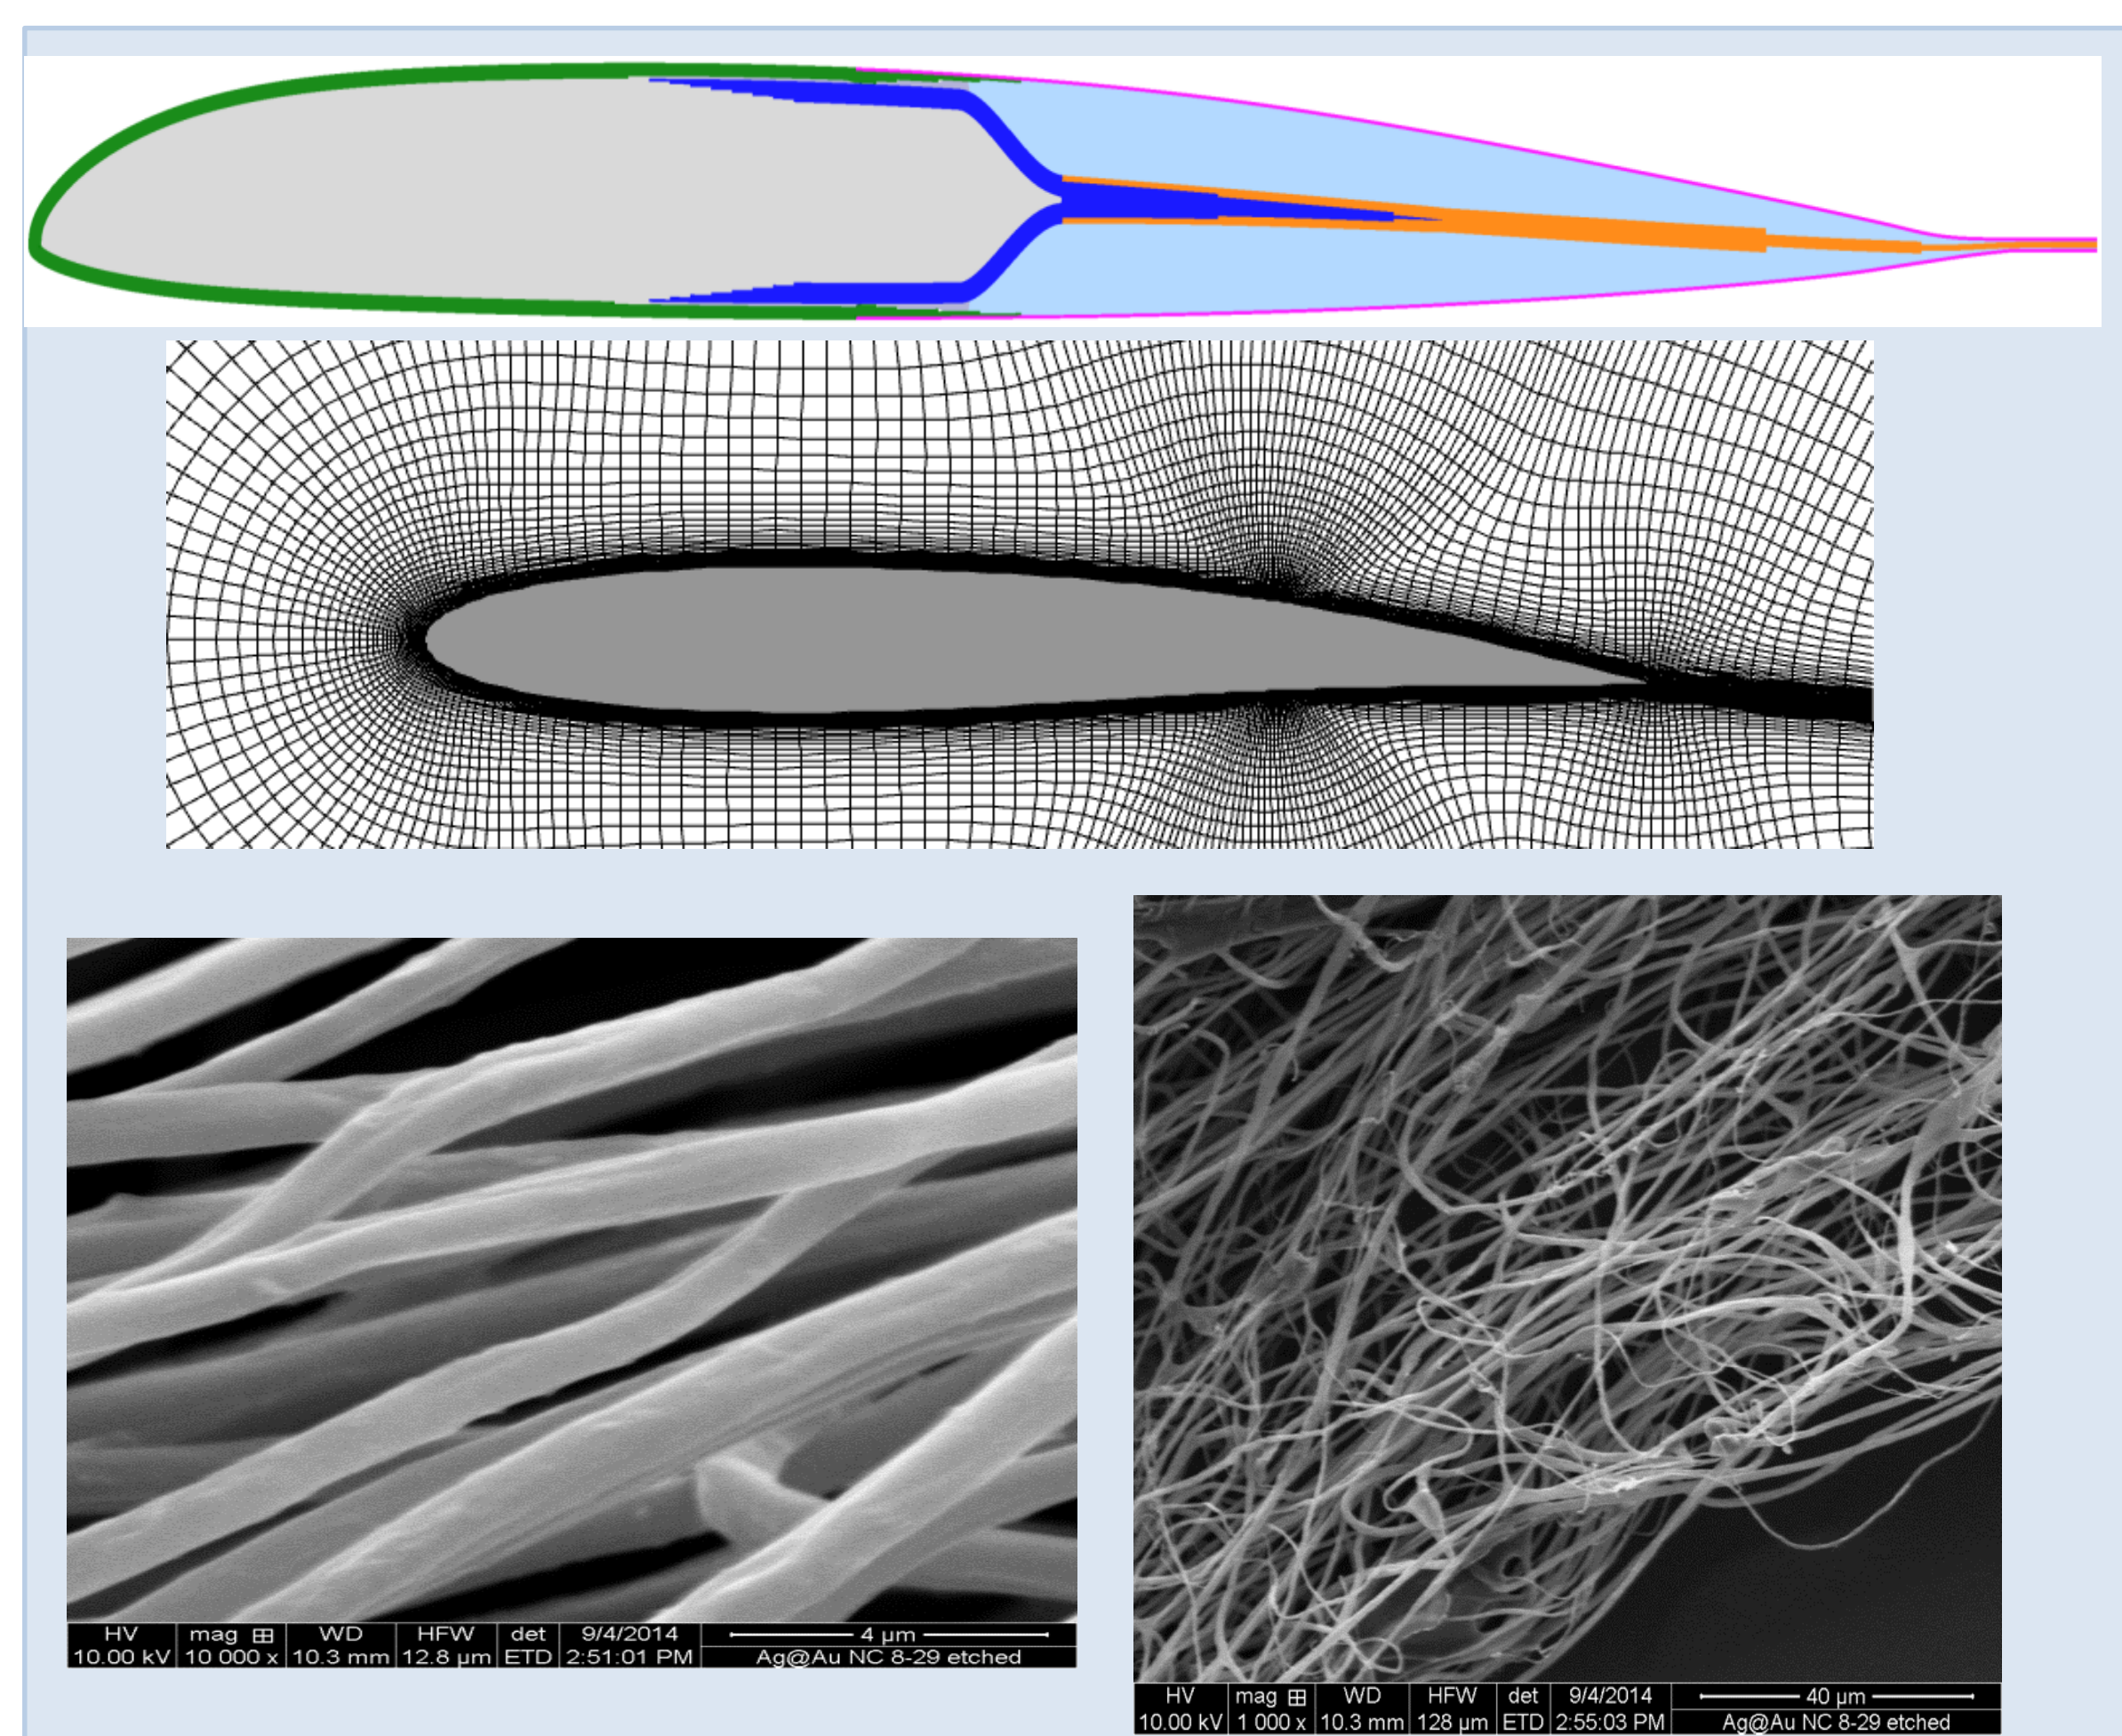 HV mag WD HFW det 9/4/2014 4 µm
10.00 kV 10 000 x 10.3 mm 12.8 µm ETD 2:51:01 PM Ag@Au NC 8-29 etched
HV mag WD HFW det 9/4/2014 40 µm
10.00 kV 1 000 x 10.3 mm 128 µm ETD 2:55:03 PM Ag@Au NC 8-29 etched